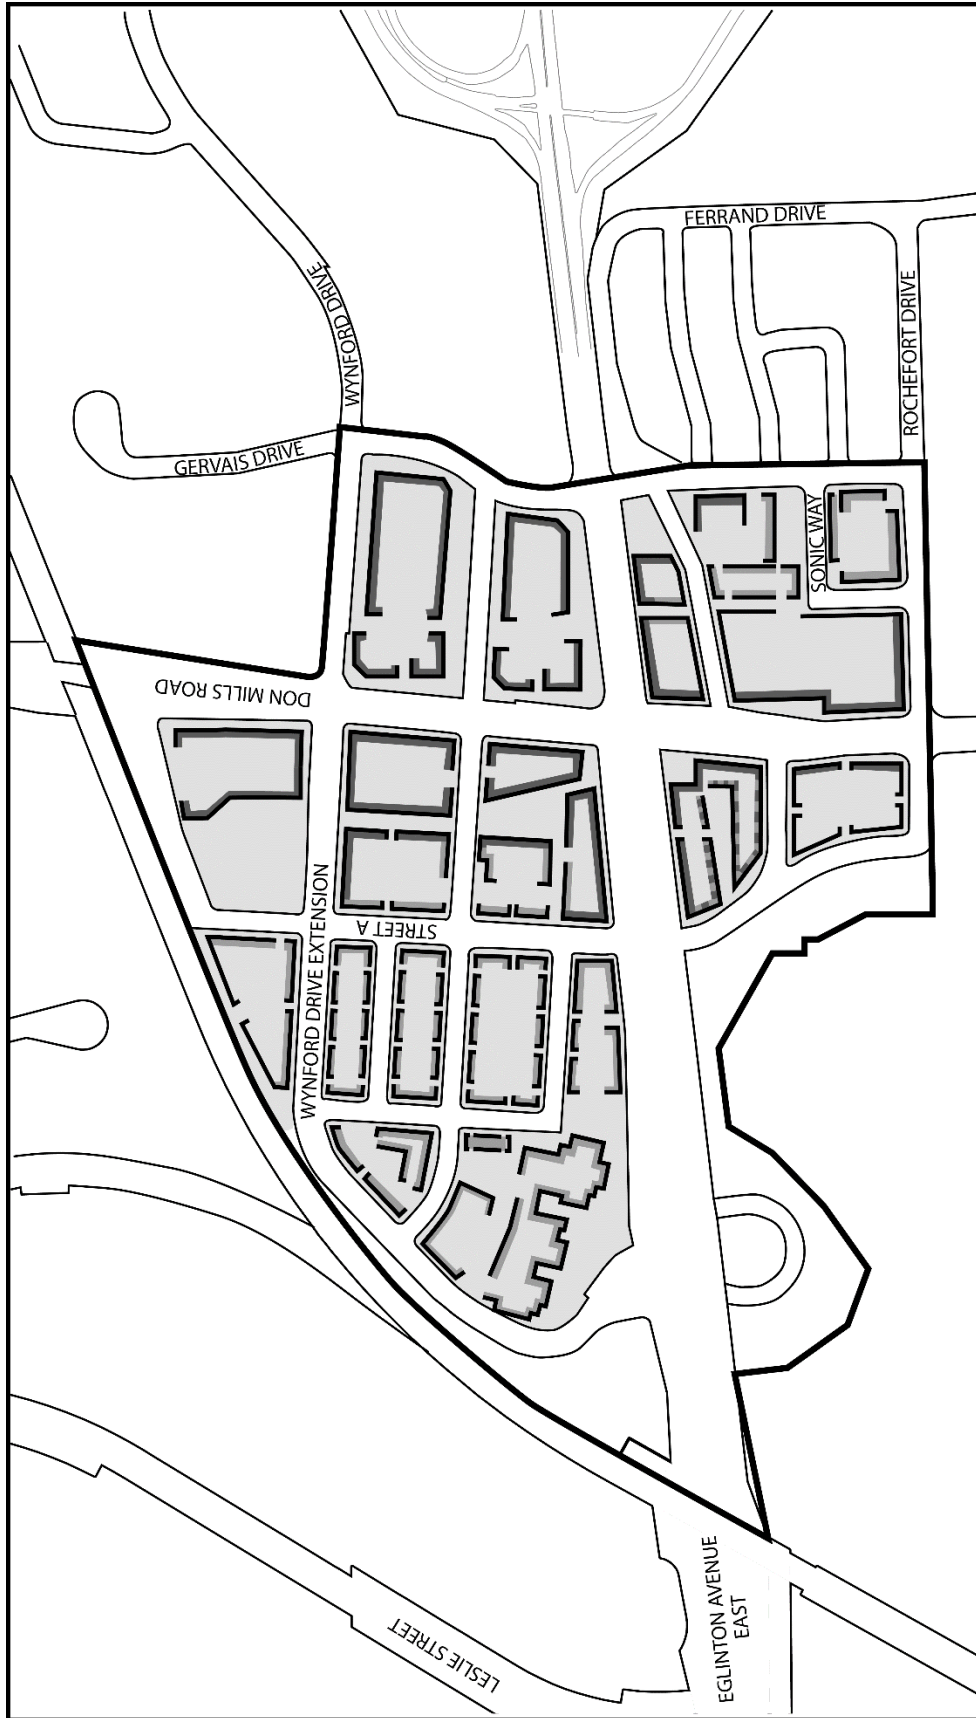 FERRAND DRIVE
WYNFORD DRIVE
ROCHEFORT DRIVE
GERVAIS DRIVE
SONIC WAY
DON MILLS ROAD
WYNFORD DRIVE EXTENSION
STREET A
EGLINTON AVENUE
EAST
LESLIE STREET